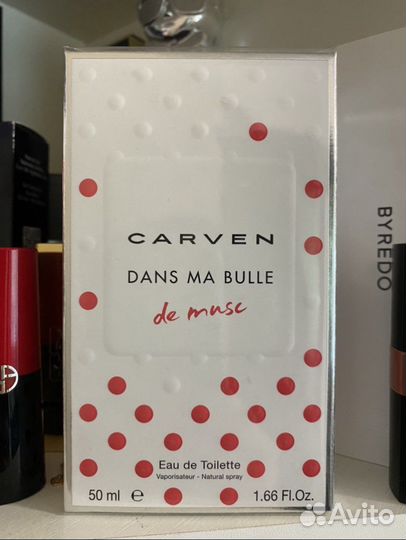 CARVEN
DANS MA BULLE
de musc
Eau de Toilette
Vaporisateur - Natural spray
50 ml e 1.66 Fl.Oz.
BYREDO
Avito